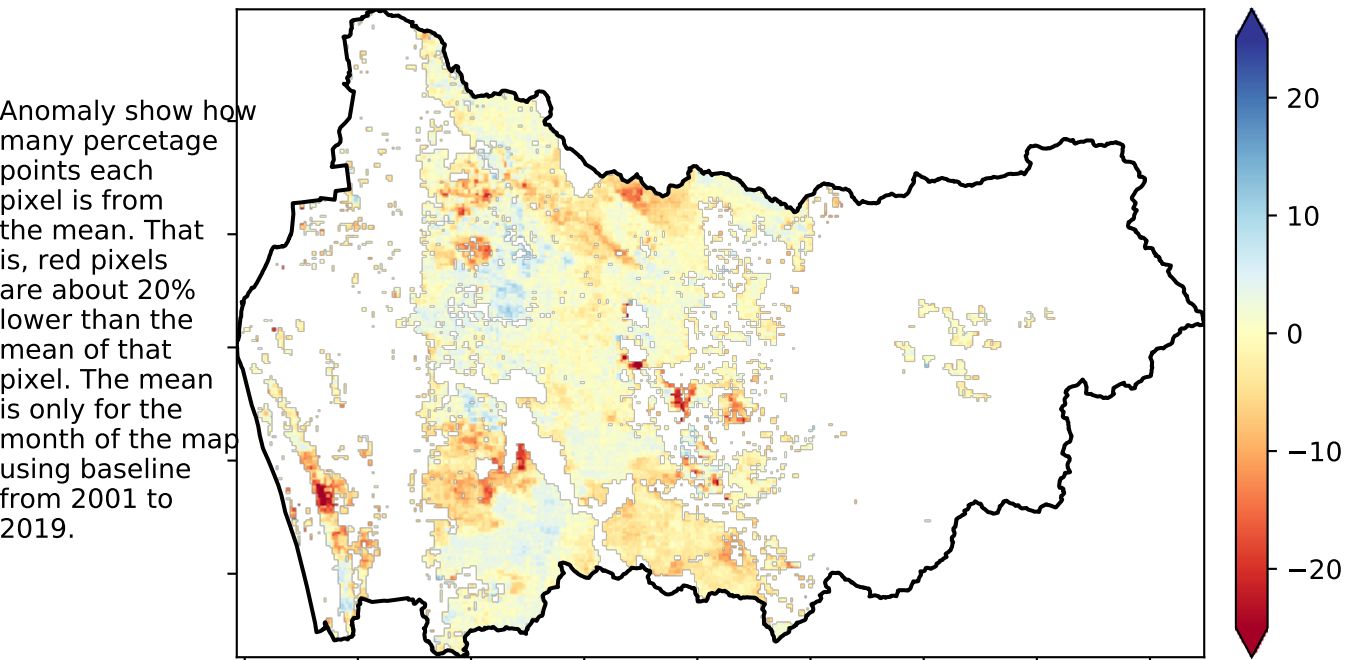 Anomaly show how
many percetage
points each
pixel is from
the mean. That
is, red pixels
are about 20%
lower than the
mean of that
pixel. The mean
is only for the
month of the map
using baseline
from 2001 to
2019.
20
10
0
−10
−20